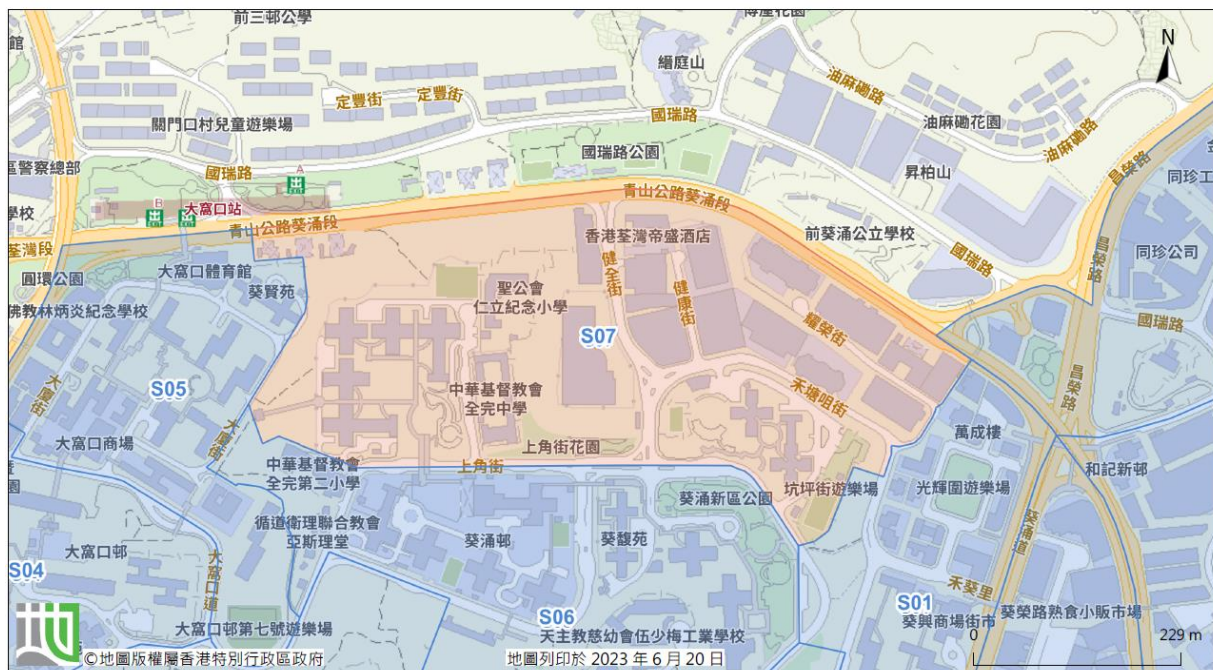 前三邨公學
傅屋花園
館
N
縉庭山
定豐街
定豐街
油麻磡路
國瑞路
關門口村兒童遊樂場
油麻磡花園
油麻磡路
國瑞路公園
區警察總部
國瑞路
昇柏山
昌榮路
同珍工
A
EXIT
B
EXIT
EXIT
大窩口站
青山公路葵涌段
學校
青山公路葵涌段
荃灣段
香港荃灣帝盛酒店
前葵涌公立學校
大窩口體育館
圓環公園
葵賢苑
聖公會
仁立紀念小學
健全街
健康街
國瑞路
昌榮路
同珍公司
佛教林炳炎紀念學校
國瑞路
耀榮街
S07
S05
大廈街
中華基督教會
全完中學
禾塘咀街
昌榮路
大窩口商場
大廈街
上角街花園
萬成樓
上角街
中華基督教會
全完第二小學
和記新邨
坑坪街遊樂場
光輝圍遊樂場
園
葵涌新區公園
循道衛理聯合教會
亞斯理堂
葵涌邨
葵馥苑
葵涌道
大窩口邨
S04
大窩口道
禾葵里
S01
S06
葵興商場街市
葵榮路熟食小販市場
大窩口邨第七號遊樂場
天主教慈幼會伍少梅工業學校
0
229 m
©地圖版權屬香港特別行政區政府
地圖列印於 2023 年 6 月 20 日